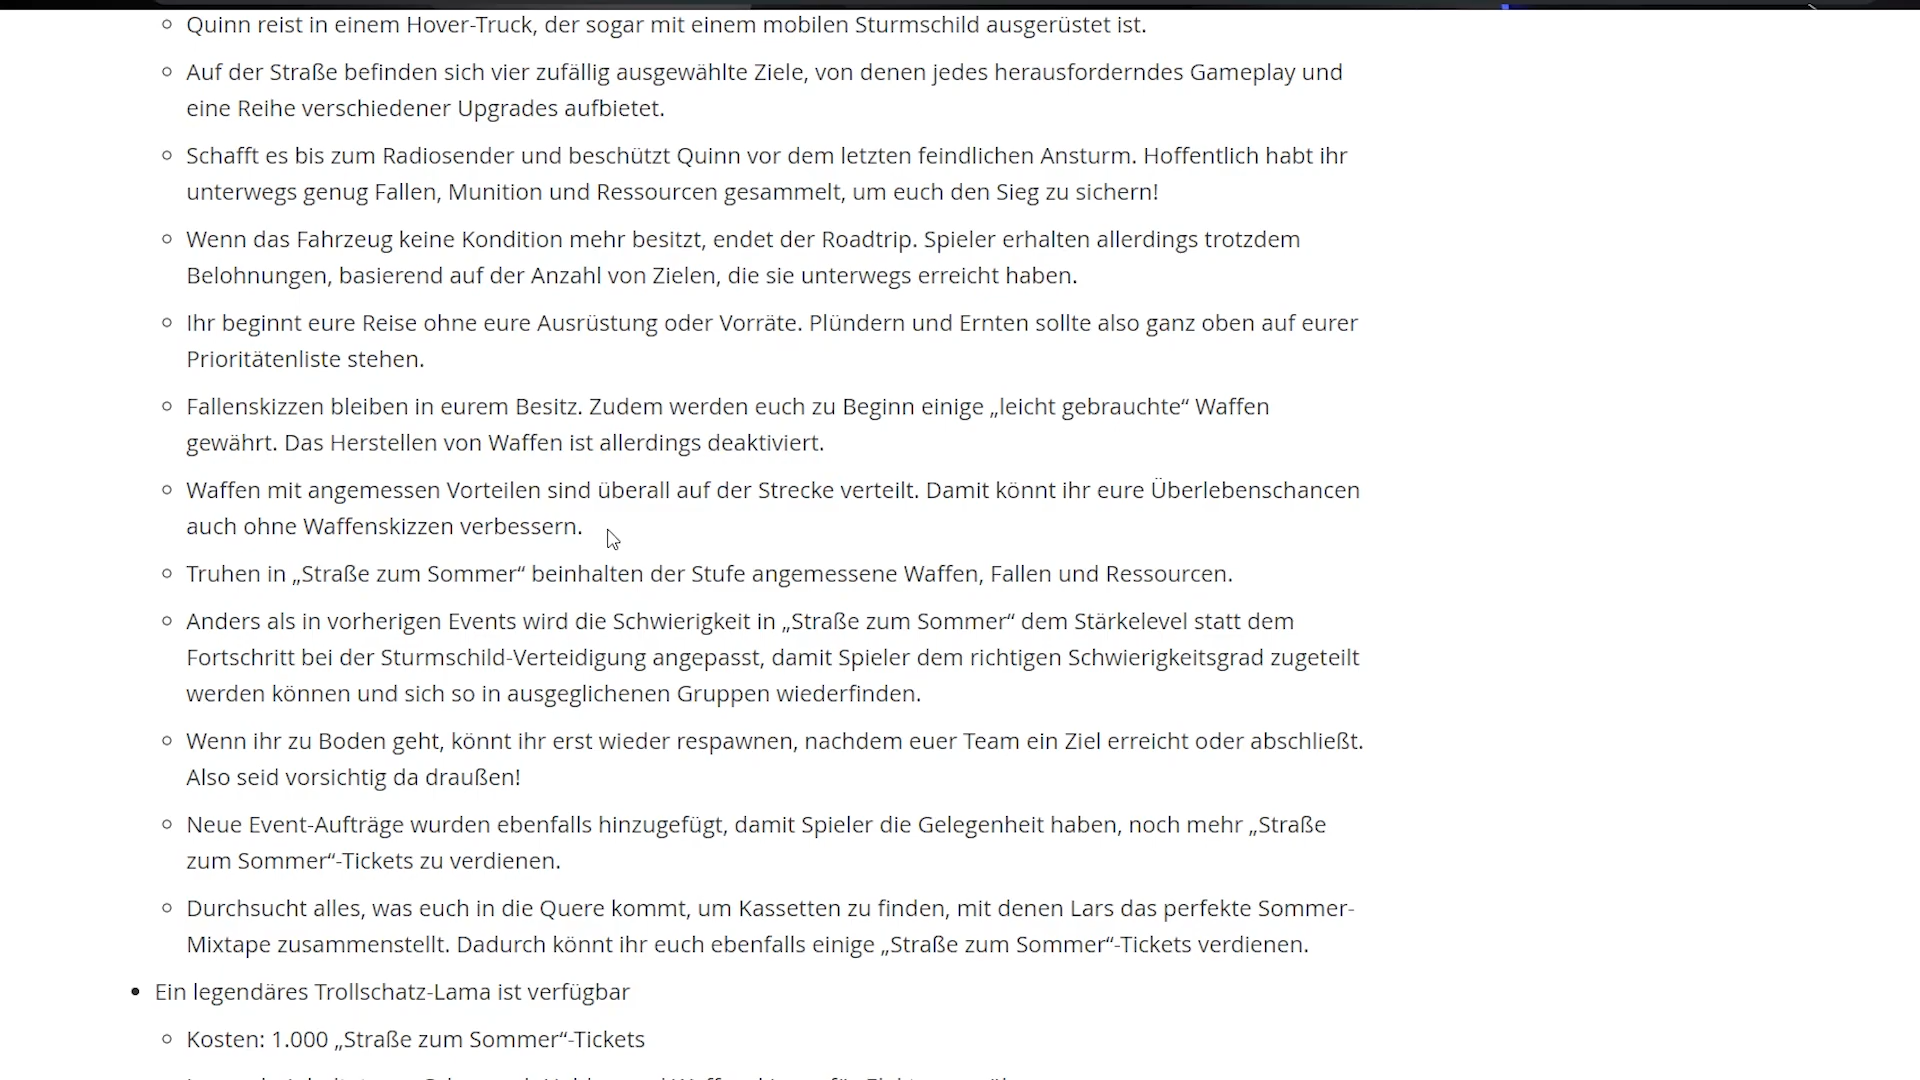 Quinn reist in einem Hover-Truck, der sogar mit einem mobilen Sturmschild ausgerüstet ist.
Auf der Straße befinden sich vier zufällig ausgewählte Ziele, von denen jedes herausforderndes Gameplay und
eine Reihe verschiedener Upgrades aufbietet.
Schafft es bis zum Radiosender und beschützt Quinn vor dem letzten feindlichen Ansturm. Hoffentlich habt ihr
unterwegs genug Fallen, Munition und Ressourcen gesammelt, um euch den Sieg zu sichern!
Wenn das Fahrzeug keine Kondition mehr besitzt, endet der Roadtrip. Spieler erhalten allerdings trotzdem
Belohnungen, basierend auf der Anzahl von Zielen, die sie unterwegs erreicht haben.
Ihr beginnt eure Reise ohne eure Ausrüstung oder Vorräte. Plündern und Ernten sollte also ganz oben auf eurer
Prioritätenliste stehen.
Fallenskizzen bleiben in eurem Besitz. Zudem werden euch zu Beginn einige „leicht gebrauchte“ Waffen
gewährt. Das Herstellen von Waffen ist allerdings deaktiviert.
Waffen mit angemessen Vorteilen sind überall auf der Strecke verteilt. Damit könnt ihr eure Überlebenschancen
auch ohne Waffenskizzen verbessern.
Truhen in „Straße zum Sommer“ beinhalten der Stufe angemessene Waffen, Fallen und Ressourcen.
Anders als in vorherigen Events wird die Schwierigkeit in „Straße zum Sommer“ dem Stärkelevel statt dem
Fortschritt bei der Sturmschild-Verteidigung angepasst, damit Spieler dem richtigen Schwierigkeitsgrad zugeteilt
werden können und sich so in ausgeglichenen Gruppen wiederfinden.
Wenn ihr zu Boden geht, könnt ihr erst wieder respawnen, nachdem euer Team ein Ziel erreicht oder abschließt.
Also seid vorsichtig da draußen!
Neue Event-Aufträge wurden ebenfalls hinzugefügt, damit Spieler die Gelegenheit haben, noch mehr „Straße
zum Sommer“-Tickets zu verdienen.
Durchsucht alles, was euch in die Quere kommt, um Kassetten zu finden, mit denen Lars das perfekte Sommer-
Mixtape zusammenstellt. Dadurch könnt ihr euch ebenfalls einige „Straße zum Sommer“-Tickets verdienen.
Ein legendäres Trollschatz-Lama ist verfügbar
Kosten: 1.000 „Straße zum Sommer“-Tickets